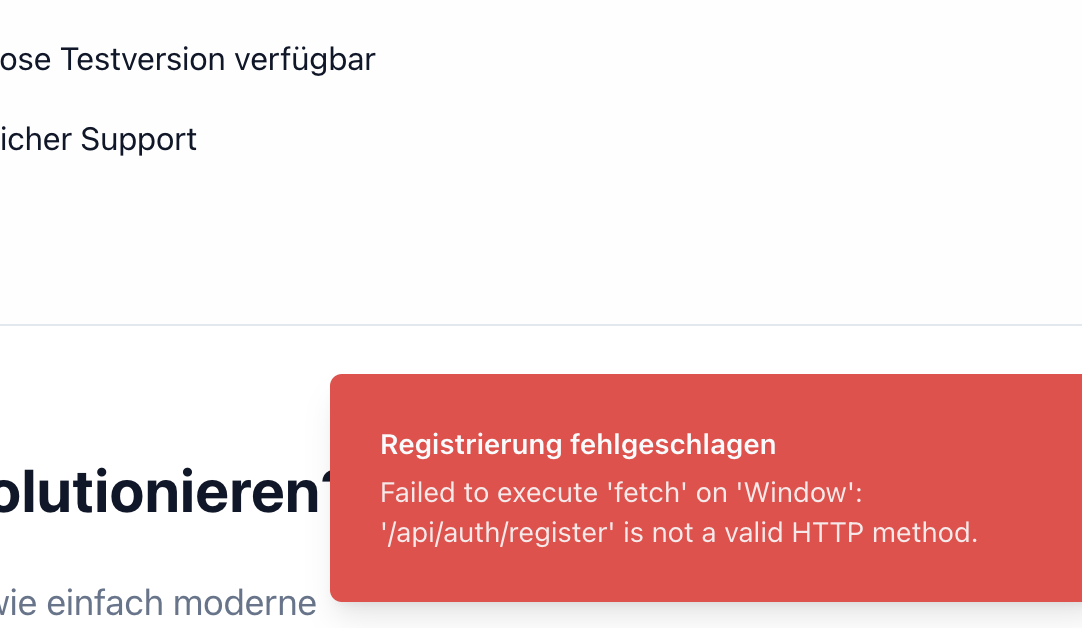 ose Testversion verfügbar
icher Support
Registrierung fehlgeschlagen
Failed to execute 'fetch' on 'Window':
'/api/auth/register' is not a valid HTTP method.
olutionieren?
wie einfach moderne